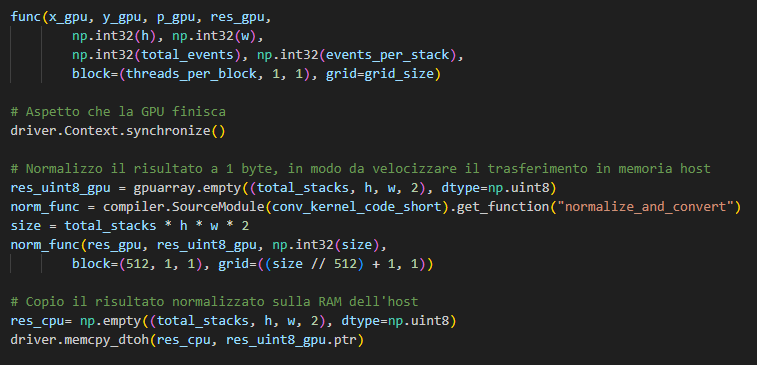 func(x_gpu, y_gpu, p_gpu, res_gpu,
        np.int32(h), np.int32(w),
        np.int32(total_events), np.int32(events_per_stack),
        block=(threads_per_block, 1, 1), grid=grid_size)

# Aspetto che la GPU finisca
driver.Context.synchronize()

# Normalizzo il risultato a 1 byte, in modo da velocizzare il trasferimento in memoria host
res_uint8_gpu = gpuarray.empty((total_stacks, h, w, 2), dtype=np.uint8)
norm_func = compiler.SourceModule(conv_kernel_code_short).get_function("normalize_and_convert")
size = total_stacks * h * w * 2
norm_func(res_gpu, res_uint8_gpu, np.int32(size),
        block=(512, 1, 1), grid=((size // 512) + 1, 1))

# Copio il risultato normalizzato sulla RAM dell'host
res_cpu= np.empty((total_stacks, h, w, 2), dtype=np.uint8)
driver.memcpy_dtoh(res_cpu, res_uint8_gpu.ptr)